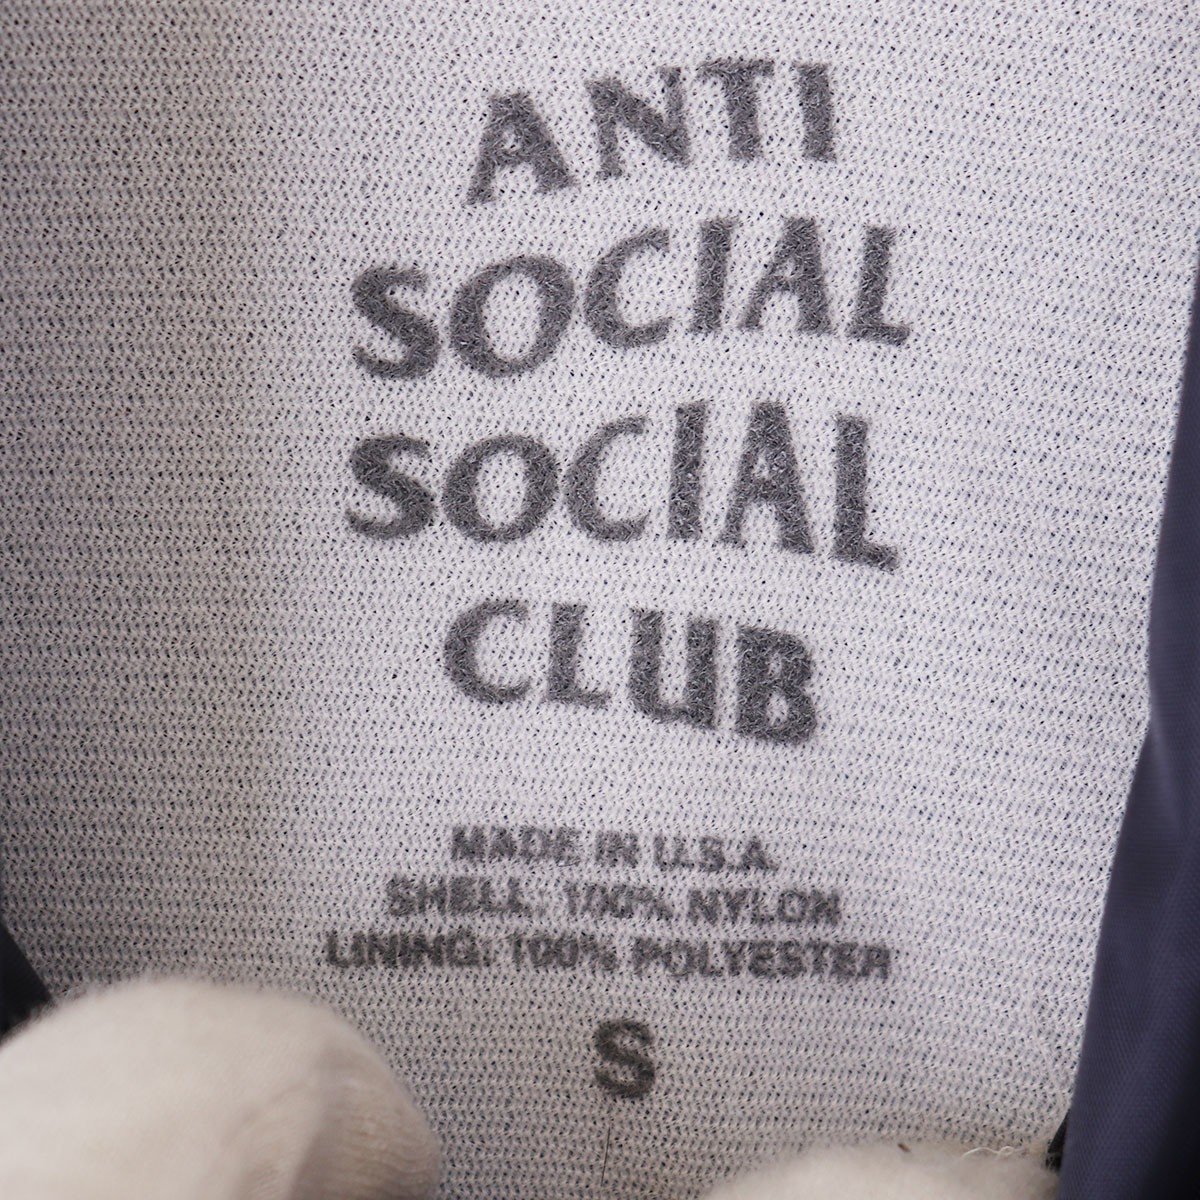 ANTI
SOCIAL
SOCIAL
CLUB
MADE IN U.S.A.
SHELL: 100% NYLON
LINING: 100% POLYESTER
S